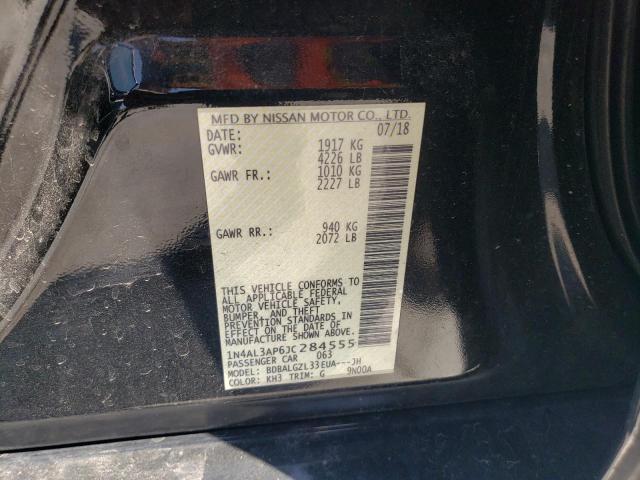 MFD BY NISSAN MOTOR CO., LTD.
DATE: 07/18
GVWR: 1917 KG
4226 LB
GAWR FR.: 1010 KG
2227 LB
GAWR RR.: 940 KG
2072 LB
THIS VEHICLE CONFORMS TO
ALL APPLICABLE FEDERAL
MOTOR VEHICLE SAFETY,
BUMPER, AND THEFT
PREVENTION STANDARDS IN
EFFECT ON THE DATE OF
MANUFACTURE SHOWN ABOVE.
1N4AL3AP6JC284555
PASSENGER CAR 063
MODEL: BDBALGZL33EUA---JH
COLOR: KH3 TRIM: G 9N00A